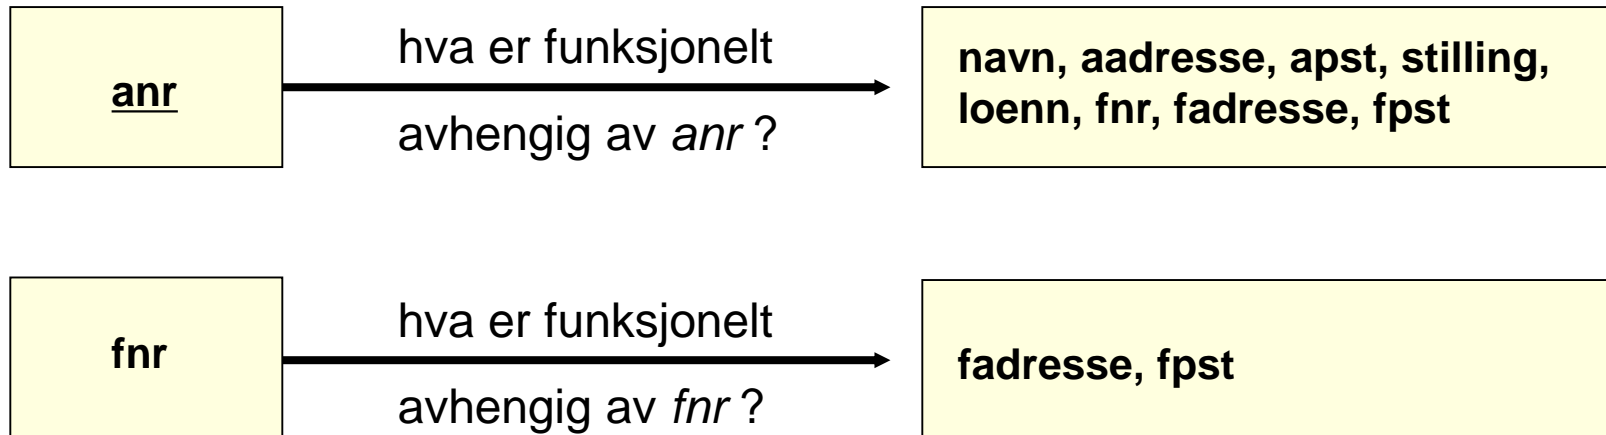 anr
hva er funksjonelt
avhengig av anr ?
navn, aadresse, apst, stilling,
loenn, fnr, fadresse, fpst
fnr
hva er funksjonelt
avhengig av fnr ?
fadresse, fpst